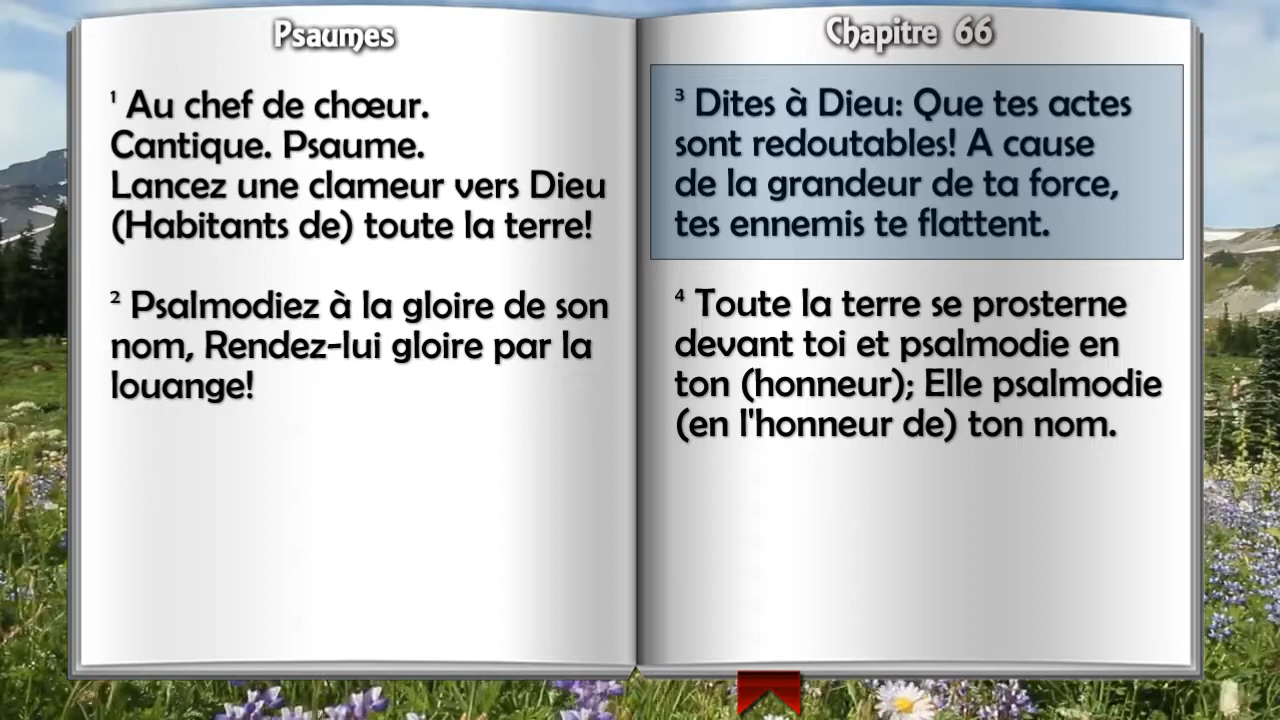 Psaumes
¹ Au chef de chœur.
Cantique. Psaume.
Lancez une clameur vers Dieu
(Habitants de) toute la terre!
² Psalmodiez à la gloire de son
nom, Rendez-lui gloire par la
louange!
Chapitre 66
³ Dites à Dieu: Que tes actes
sont redoutables! A cause
de la grandeur de ta force,
tes ennemis te flattent.
⁴ Toute la terre se prosterne
devant toi et psalmodie en
ton (honneur); Elle psalmodie
(en l'honneur de) ton nom.